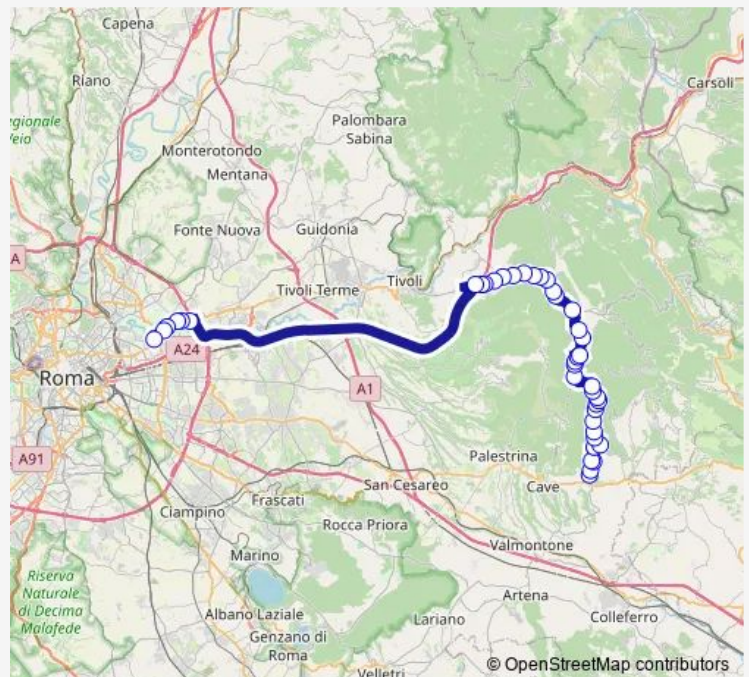 Capena
Riano
Carsoli
egionale
Veio
Palombara
Sabina
Monterotondo
Mentana
Fonte Nuova
Guidonia
A
Tivoli Terme
Tivoli
A24
Roma
A1
A91
Palestrina
San Cesareo
Cave
Ciampino
Frascati
Rocca Priora
Valmontone
Marino
Riserva
Naturale
di Decima
Malafede
Artena
Albano Laziale
Colleferro
Lariano
Genzano di
Roma
Velletri
© OpenStreetMap contributors